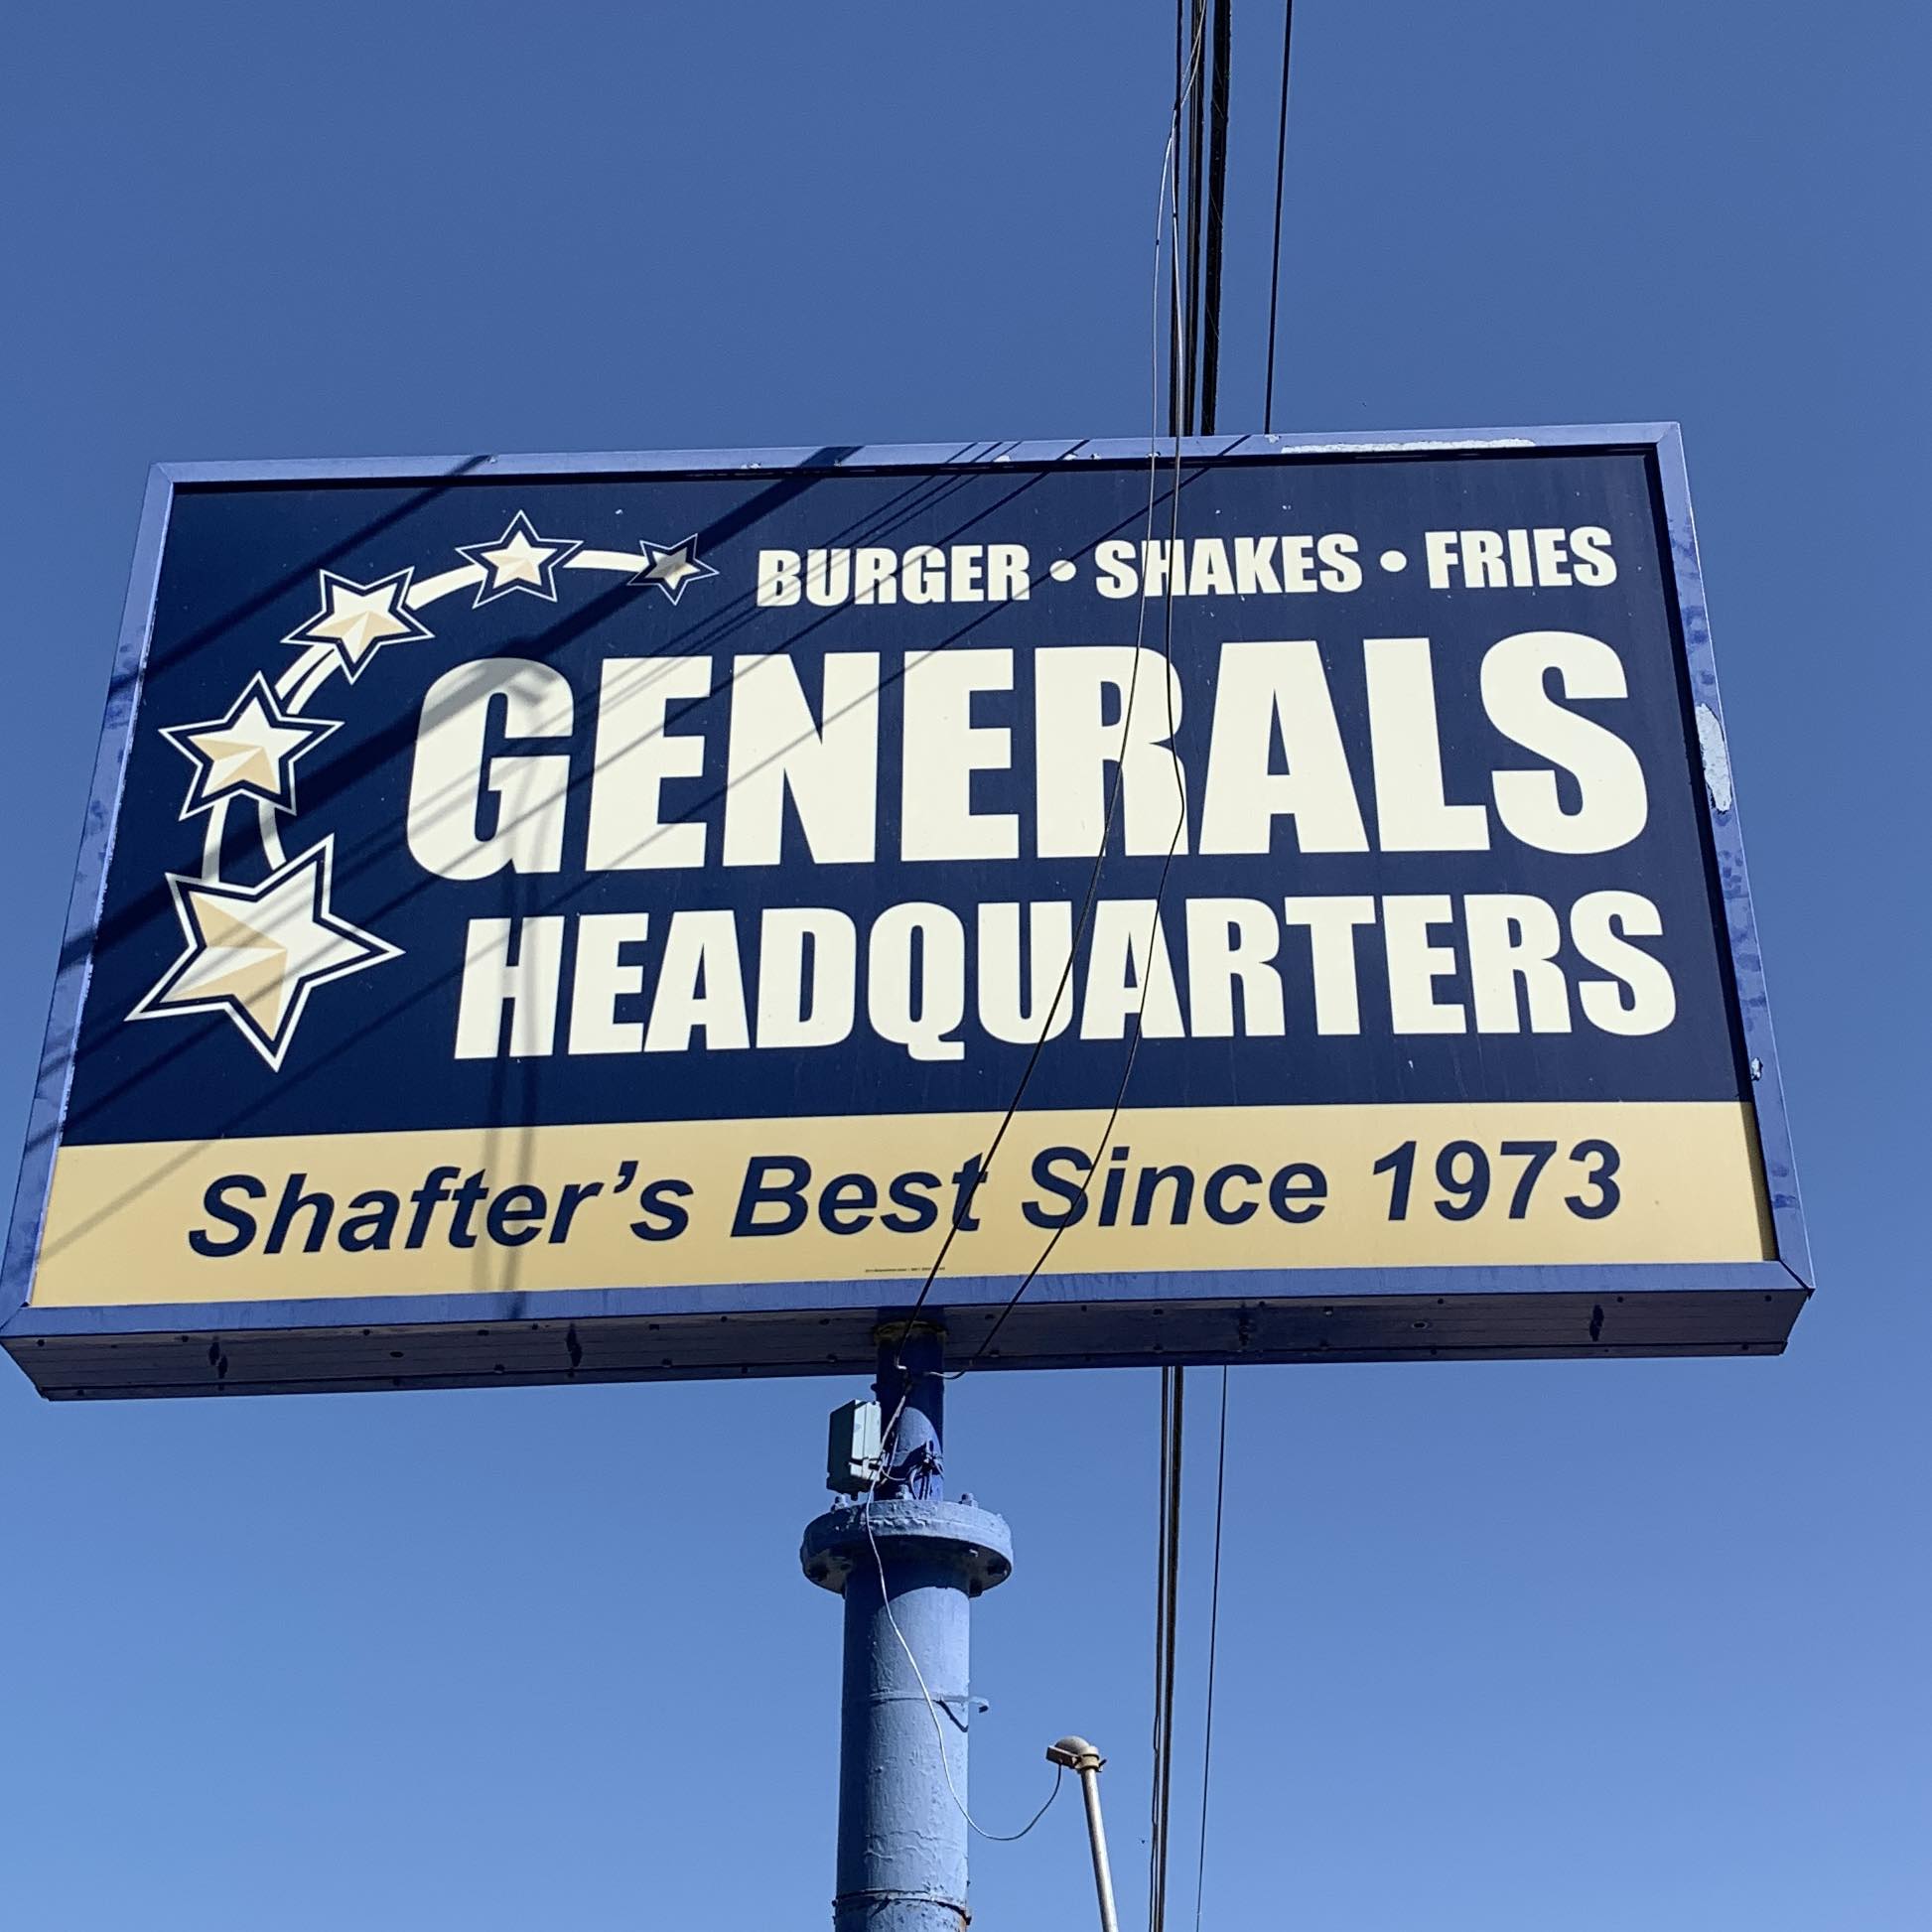 BURGER • SHAKES • FRIES
GENERALS
HEADQUARTERS
Shafter's Best Since 1973